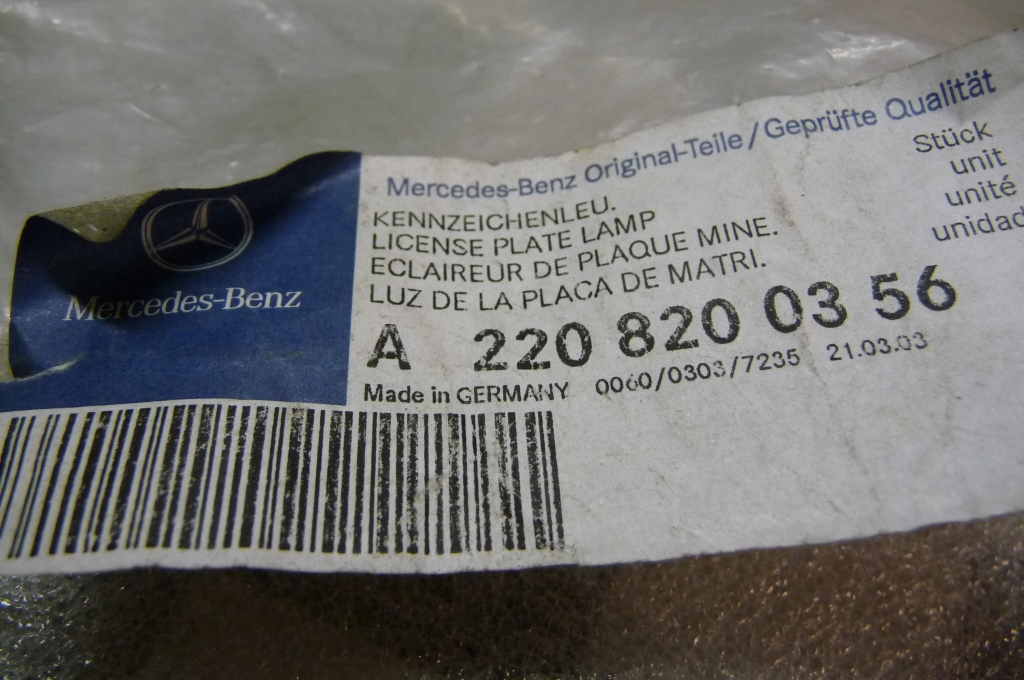 Mercedes-Benz
Mercedes-Benz Original-Teile / Geprüfte Qualität
KENNZEICHENLEU.
LICENSE PLATE LAMP
ECLAIREUR DE PLAQUE MINE.
LUZ DE LA PLACA DE MATRI.
Stück
unit
unité
unidad
A 220 820 03 56
Made in GERMANY 0060/0303/7235 21.03.03